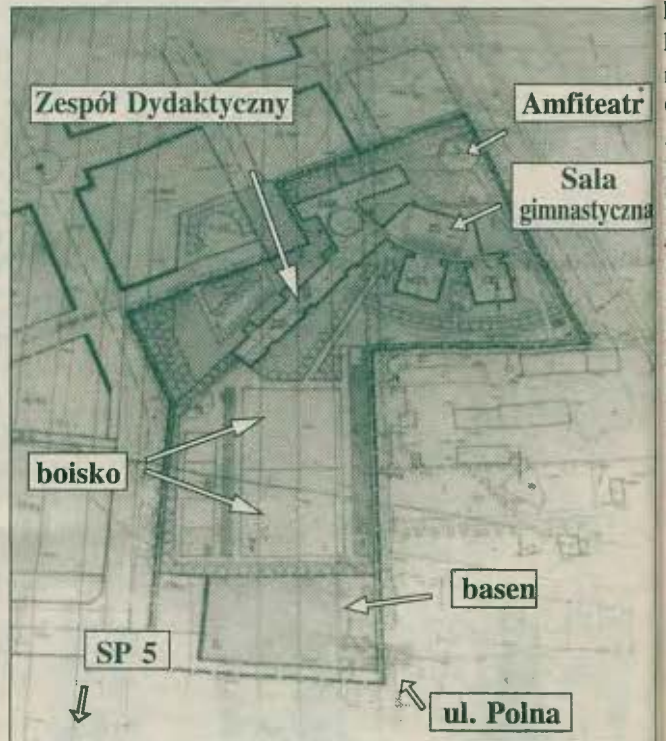 Zespół Dydaktyczny
Amfiteatr
Sala
gimnastyczna
boisko
basen
SP 5
ul. Polna